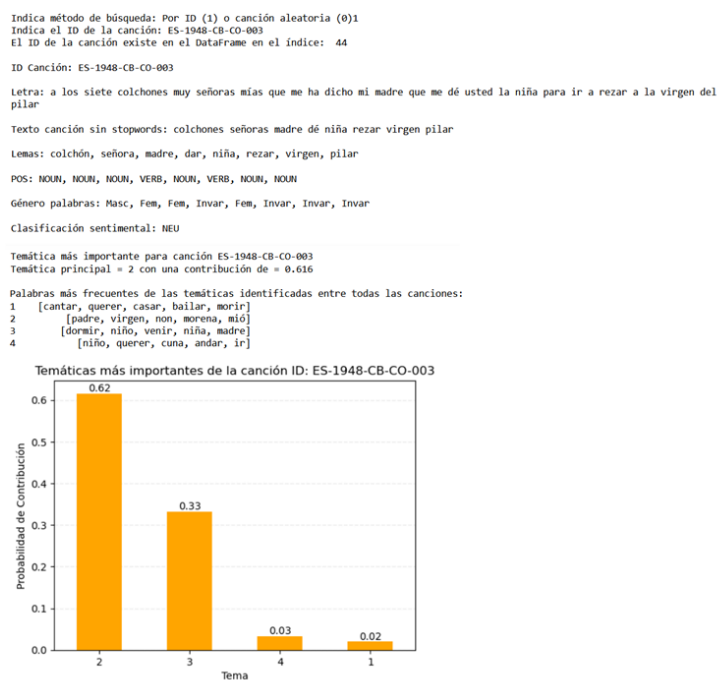 Indica método de búsqueda: Por ID (1) o canción aleatoria (0)1
Indica el ID de la canción: ES-1948-CB-CO-003
El ID de la canción existe en el DataFrame en el índice:  44
ID Canción: ES-1948-CB-CO-003
Letra: a los siete colchones muy señoras mías que me ha dicho mi madre que me dé usted la niña para ir a rezar a la virgen del
pilar
Texto canción sin stopwords: colchones señoras madre dé niña rezar virgen pilar
Lemas: colchón, señora, madre, dar, niña, rezar, virgen, pilar
POS: NOUN, NOUN, NOUN, VERB, NOUN, VERB, NOUN, NOUN
Género palabras: Masc, Fem, Fem, Invar, Fem, Invar, Invar, Invar
Clasificación sentimental: NEU
Temática más importante para canción ES-1948-CB-CO-003
Temática principal = 2 con una contribución de = 0.616
Palabras más frecuentes de las temáticas identificadas entre todas las canciones:
1 [cantar, querer, casar, bailar, morir]
2 [padre, virgen, non, morena, mió]
3 [dormir, niño, venir, niña, madre]
4 [niño, querer, cuna, andar, ir]
Temáticas más importantes de la canción ID: ES-1948-CB-CO-003
0.62
0.33
0.03
0.02
0.6
0.5
0.4
0.3
0.2
0.1
0.0
Probabilidad de Contribución
2 3 4 1
Tema